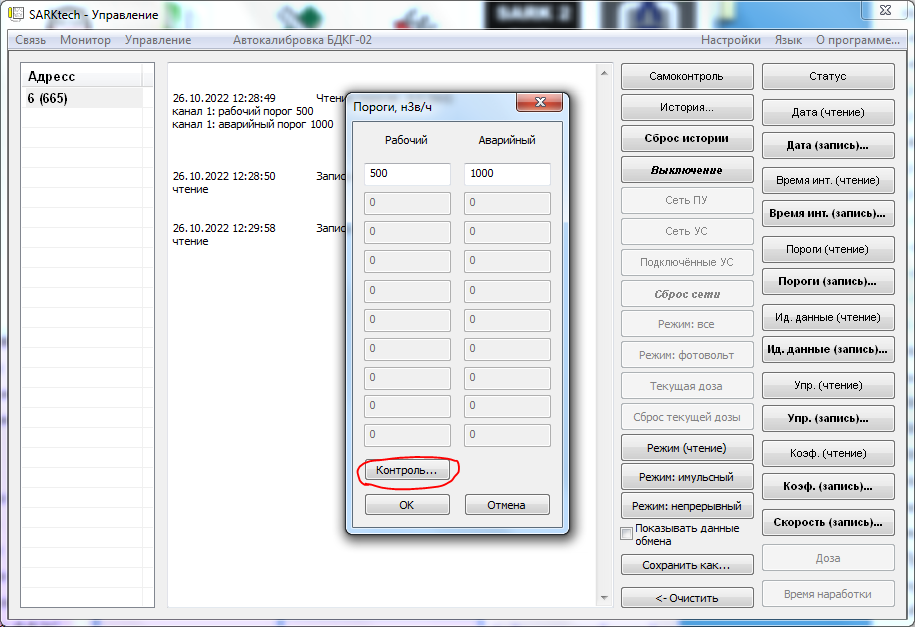 SARK 2
SARKtech - Управление
Связь Монитор Управление Автокалибровка БДКГ-02 Настройки Язык О программе...
Адресс
6 (665)
26.10.2022 12:28:49 Чтен
канал 1: рабочий порог 500
канал 1: аварийный порог 1000
26.10.2022 12:28:50 Запис
чтение
26.10.2022 12:29:58 Запис
чтение
Пороги, нЗв/ч
Рабочий Аварийный
500 1000
0 0
0 0
0 0
0 0
0 0
0 0
0 0
0 0
0 0
Контроль...
OK Отмена
Самоконтроль
История...
Сброс истории
Выключение
Сеть ПУ
Сеть УС
Подключённые УС
Сброс сети
Режим: все
Режим: фотовольт
Текущая доза
Сброс текущей дозы
Режим (чтение)
Режим: имульсный
Режим: непрерывный
Показывать данные
обмена
Сохранить как...
<- Очистить
Статус
Дата (чтение)
Дата (запись)...
Время инт. (чтение)
Время инт. (запись)...
Пороги (чтение)
Пороги (запись)...
Ид. данные (чтение)
Ид. данные (запись)...
Упр. (чтение)
Упр. (запись)...
Коэф. (чтение)
Коэф. (запись)...
Скорость (запись)...
Доза
Время наработки